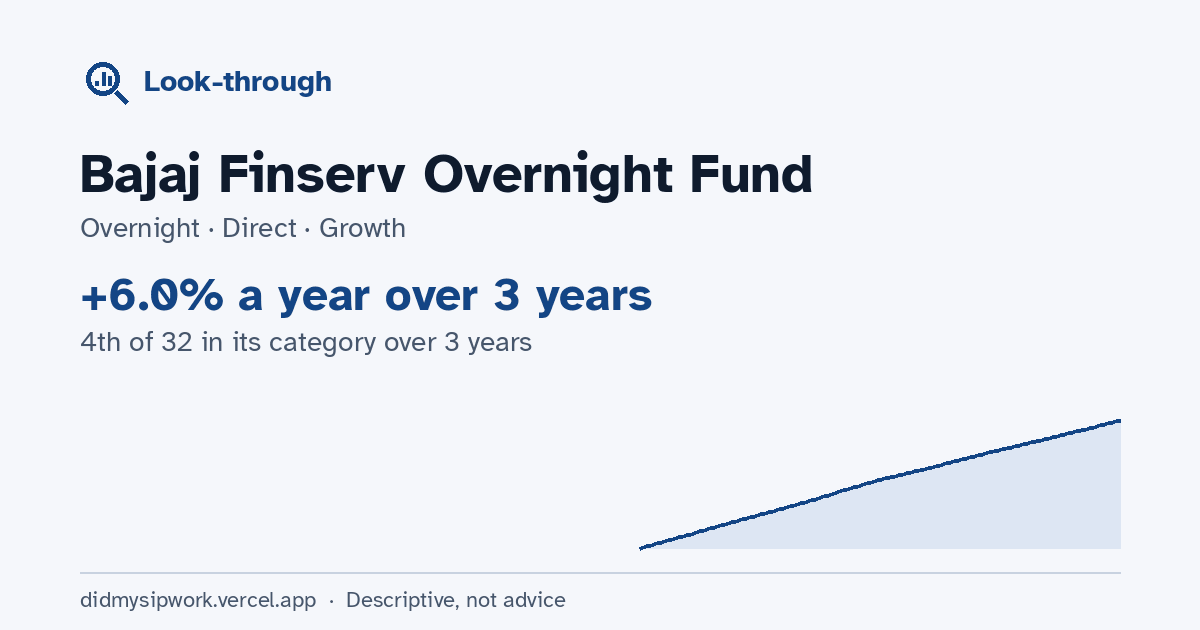 Look-through
Bajaj Finserv Overnight Fund
Overnight · Direct · Growth
+6.0% a year over 3 years
4th of 32 in its category over 3 years
didmysipwork.vercel.app · Descriptive, not advice